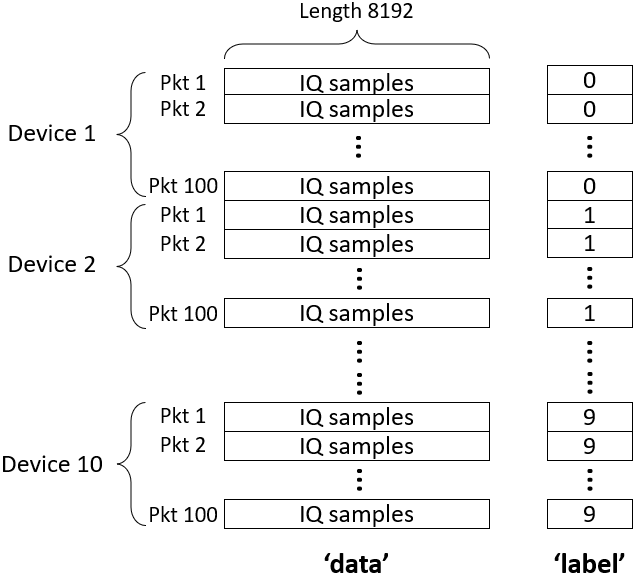 Length 8192
Pkt 1 IQ samples 0
Pkt 2 IQ samples 0
Device 1
Pkt 100 IQ samples 0
Pkt 1 IQ samples 1
Pkt 2 IQ samples 1
Device 2
Pkt 100 IQ samples 1
Pkt 1 IQ samples 9
Pkt 2 IQ samples 9
Device 10
Pkt 100 IQ samples 9
‘data’ ‘label’